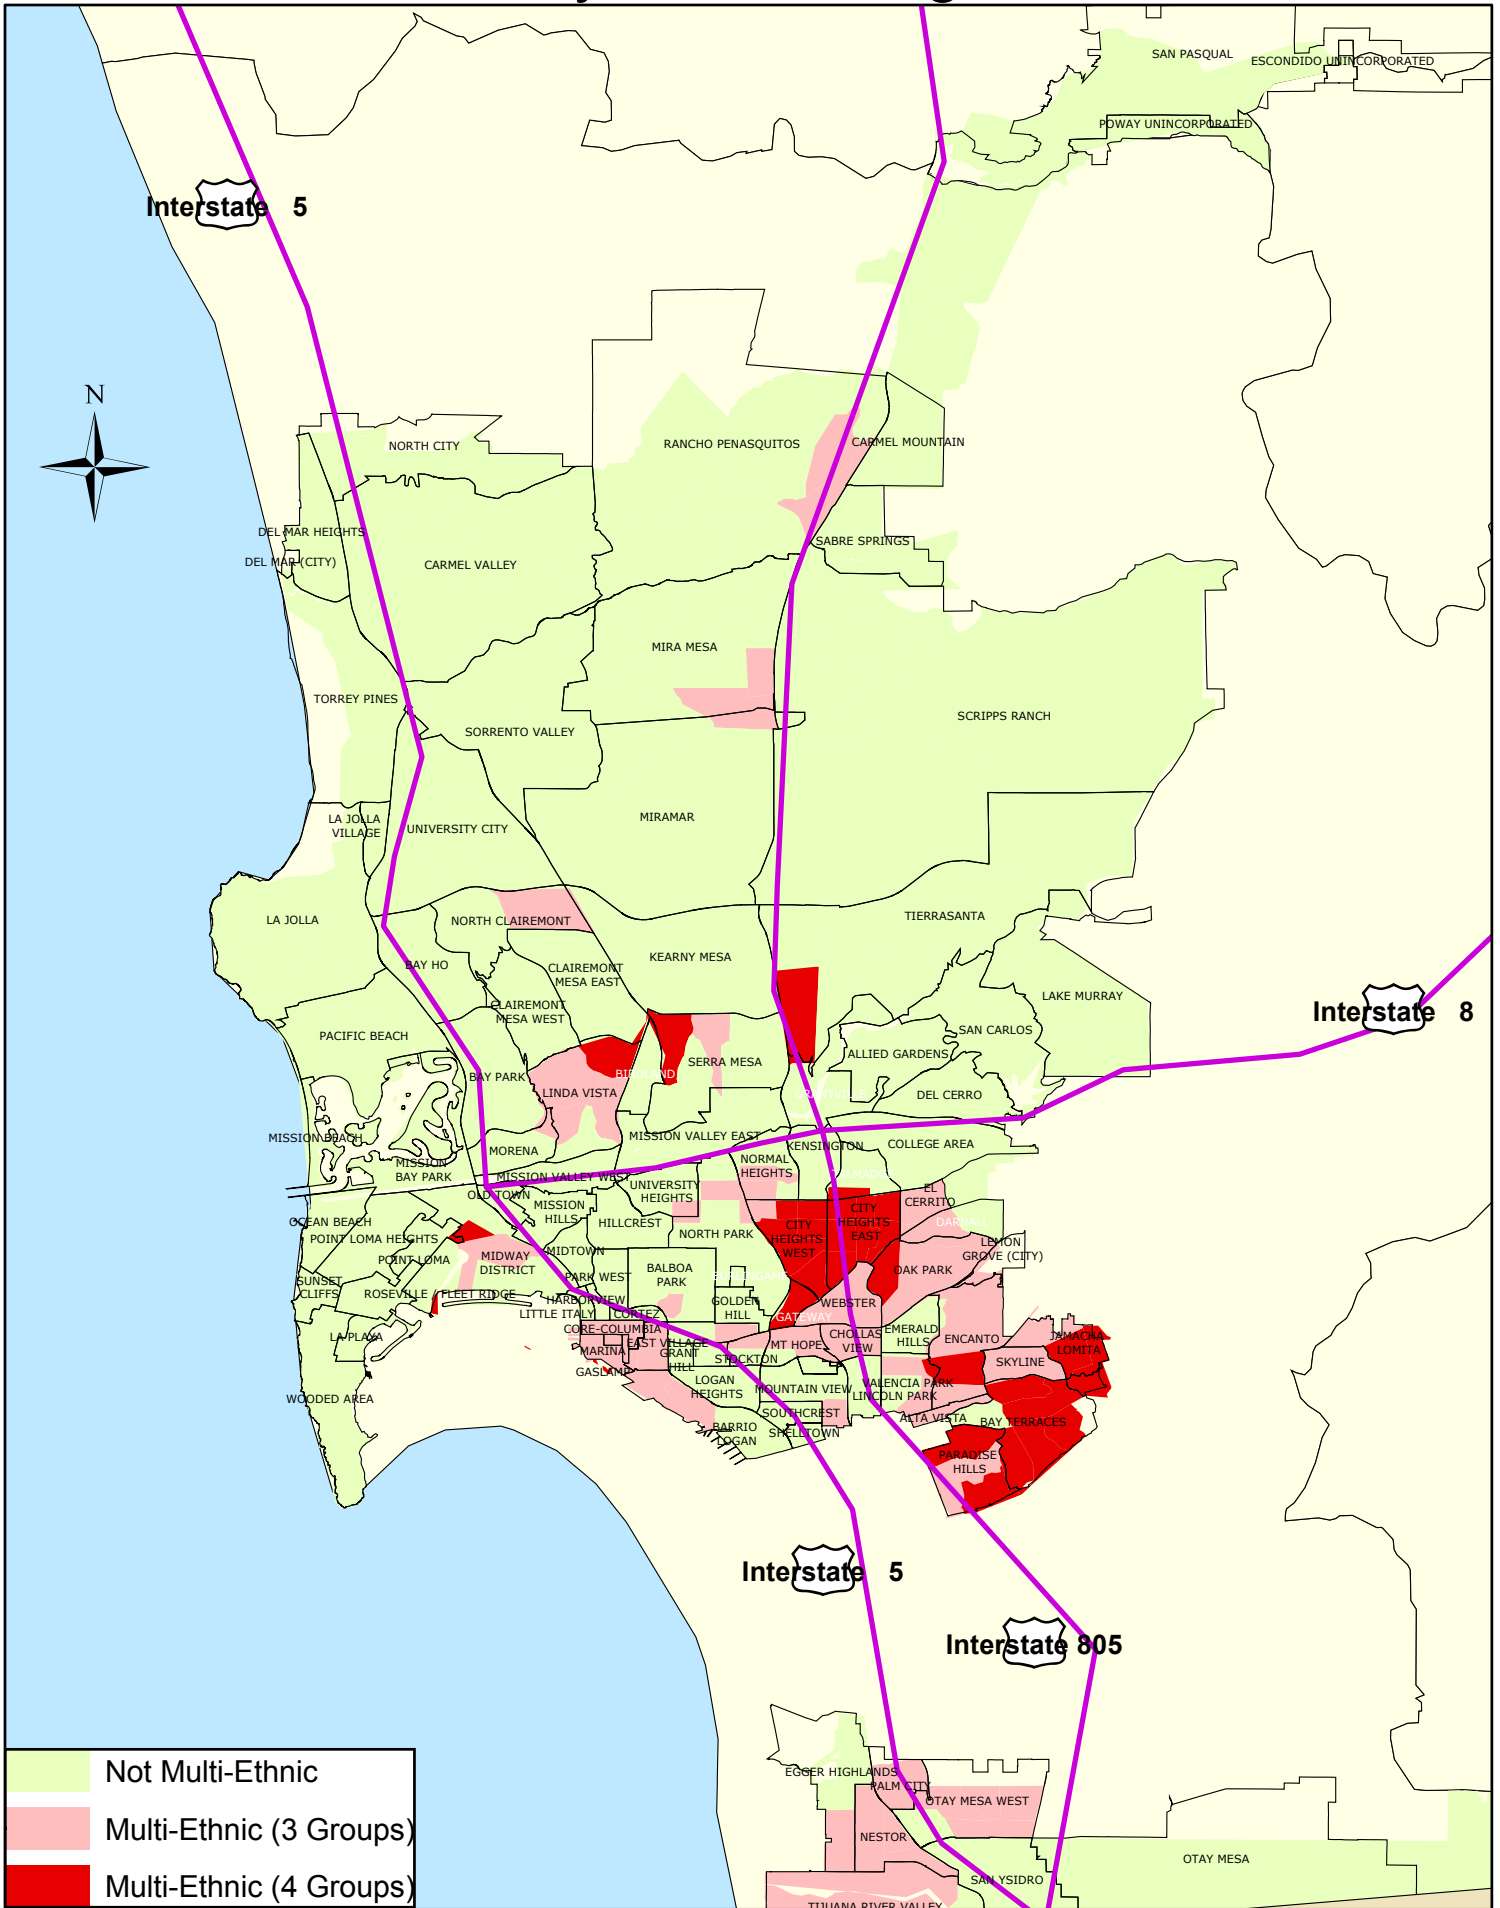 SAN PASQUAL
ESCONDIDO UNINCORPORATED
POWAY UNINCORPORATED
Interstate 5
N
NORTH CITY
RANCHO PENASQUITOS
CARMEL MOUNTAIN
DEL MAR HEIGHTS
SABRE SPRINGS
DEL MAR (CITY)
CARMEL VALLEY
MIRA MESA
TORREY PINES
SCRIPPS RANCH
SORRENTO VALLEY
MIRAMAR
LA JOLLA
VILLAGE
UNIVERSITY CITY
LA JOLLA
NORTH CLAIREMONT
TIERRASANTA
KEARNY MESA
BAY HO
CLAIREMONT
MESA EAST
LAKE MURRAY
CLAIREMONT
MESA WEST
Interstate 8
PACIFIC BEACH
SAN CARLOS
ALLIED GARDENS
SERRA MESA
BIRDLAND
BAY PARK
LINDA VISTA
GRANTVILLE
DEL CERRO
MISSION BEACH
MISSION VALLEY EAST
KENSINGTON
COLLEGE AREA
MORENA
MISSION
BAY PARK
NORMAL
HEIGHTS
TALMADGE
MISSION VALLEY WEST
UNIVERSITY
HEIGHTS
OLD TOWN
EL
CERRITO
MISSION
HILLS
CITY
HEIGHTS
EAST
OCEAN BEACH
HILLCREST
CITY
HEIGHTS
WEST
DARNALL
POINT LOMA HEIGHTS
NORTH PARK
LEMON
GROVE (CITY)
MIDTOWN
POINT LOMA
MIDWAY
DISTRICT
BALBOA
PARK
OAK PARK
PARK WEST
BURLINGAME
SUNSET
CLIFFS
ROSEVILLE / FLEET RIDGE
HARBORVIEW
GOLDEN
HILL
WEBSTER
LITTLE ITALY
CORTEZ
GATEWAY
CORE-COLUMBIA
EMERALD
HILLS
LA PLAYA
EAST VILLAGE
MT HOPE
CHOLLAS
VIEW
ENCANTO
JAMACHA
LOMITA
MARINA
GRANT
HILL
STOCKTON
SKYLINE
GASLAMP
LOGAN
HEIGHTS
MOUNTAIN VIEW
VALENCIA PARK
LINCOLN PARK
WOODED AREA
SOUTHCREST
ALTA VISTA
BAY TERRACES
BARRIO
LOGAN
SHELLTOWN
PARADISE
HILLS
Interstate 5
Interstate 805
EGGER HIGHLANDS
PALM CITY
OTAY MESA WEST
NESTOR
OTAY MESA
SAN YSIDRO
TIJUANA RIVER VALLEY
Not Multi-Ethnic
Multi-Ethnic (3 Groups)
Multi-Ethnic (4 Groups)